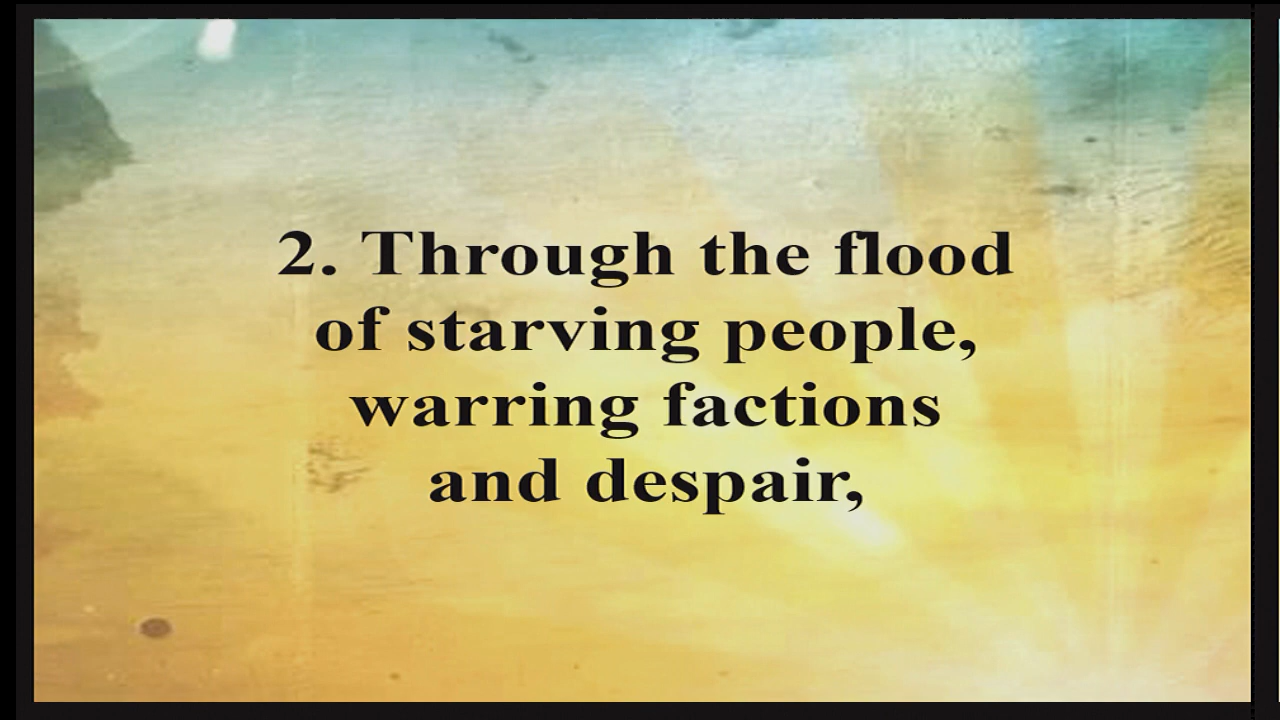 2. Through the flood
of starving people,
warring factions
and despair,